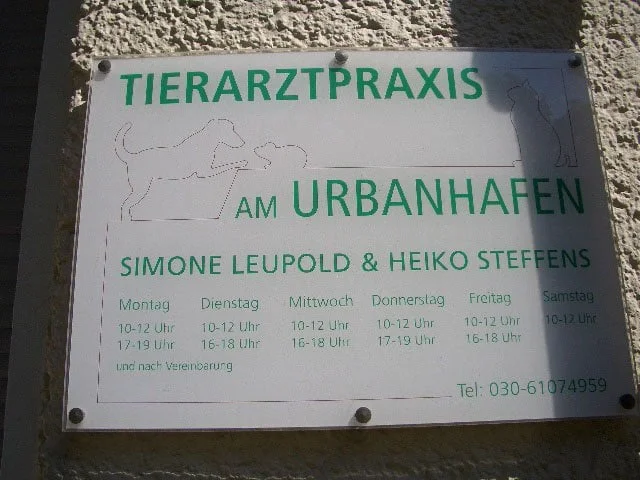 TIERARZTPRAXIS
AM URBANHAFEN
SIMONE LEUPOLD & HEIKO STEFFENS
Montag Dienstag Mittwoch Donnerstag Freitag Samstag
10-12 Uhr 10-12 Uhr 10-12 Uhr 10-12 Uhr 10-12 Uhr 10-12 Uhr
17-19 Uhr 16-18 Uhr 16-18 Uhr 17-19 Uhr 16-18 Uhr
und nach Vereinbarung
Tel: 030-61074959